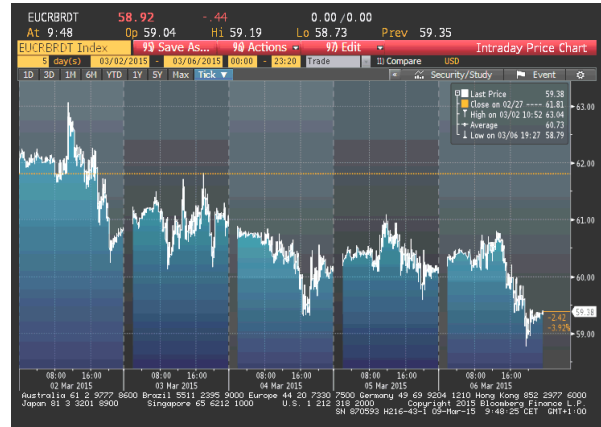 EUCRBRDT 58.92 -.44 0.00/0.00
At 9:48 Op 59.04 Hi 59.19 Lo 58.73 Prev 59.35
EUCRBRDT Index 99) Save As... 96) Actions 97) Edit Intraday Price Chart
5 day(s) 03/02/2015 - 03/06/2015 00:00 - 23:20 Trade 11) Compare USD
1D 3D 1M 6M YTD 1Y 5Y Max Tick ▼ « Security/Study Event
Last Price 59.38
Close on 02/27 ---- 61.81
High on 03/02 10:52 63.04
Average 60.73
Low on 03/06 19:27 58.79
63.00
62.00
61.00
60.00
59.38
-2.42
-3.92%
59.00
08:00 16:00 08:00 16:00 08:00 16:00 08:00 16:00 08:00 16:00
02 Mar 2015 03 Mar 2015 04 Mar 2015 05 Mar 2015 06 Mar 2015
Australia 61 2 9777 8600 Brazil 5511 2395 9000 Europe 44 20 7330 7500 Germany 49 69 9204 1210 Hong Kong 852 2977 6000
Japan 81 3 3201 8900 Singapore 65 6212 1000 U.S. 1 212 318 2000 Copyright 2015 Bloomberg Finance L.P.
SN 870593 H216-43-1 09-Mar-15 9:48:25 CET GMT+1:00